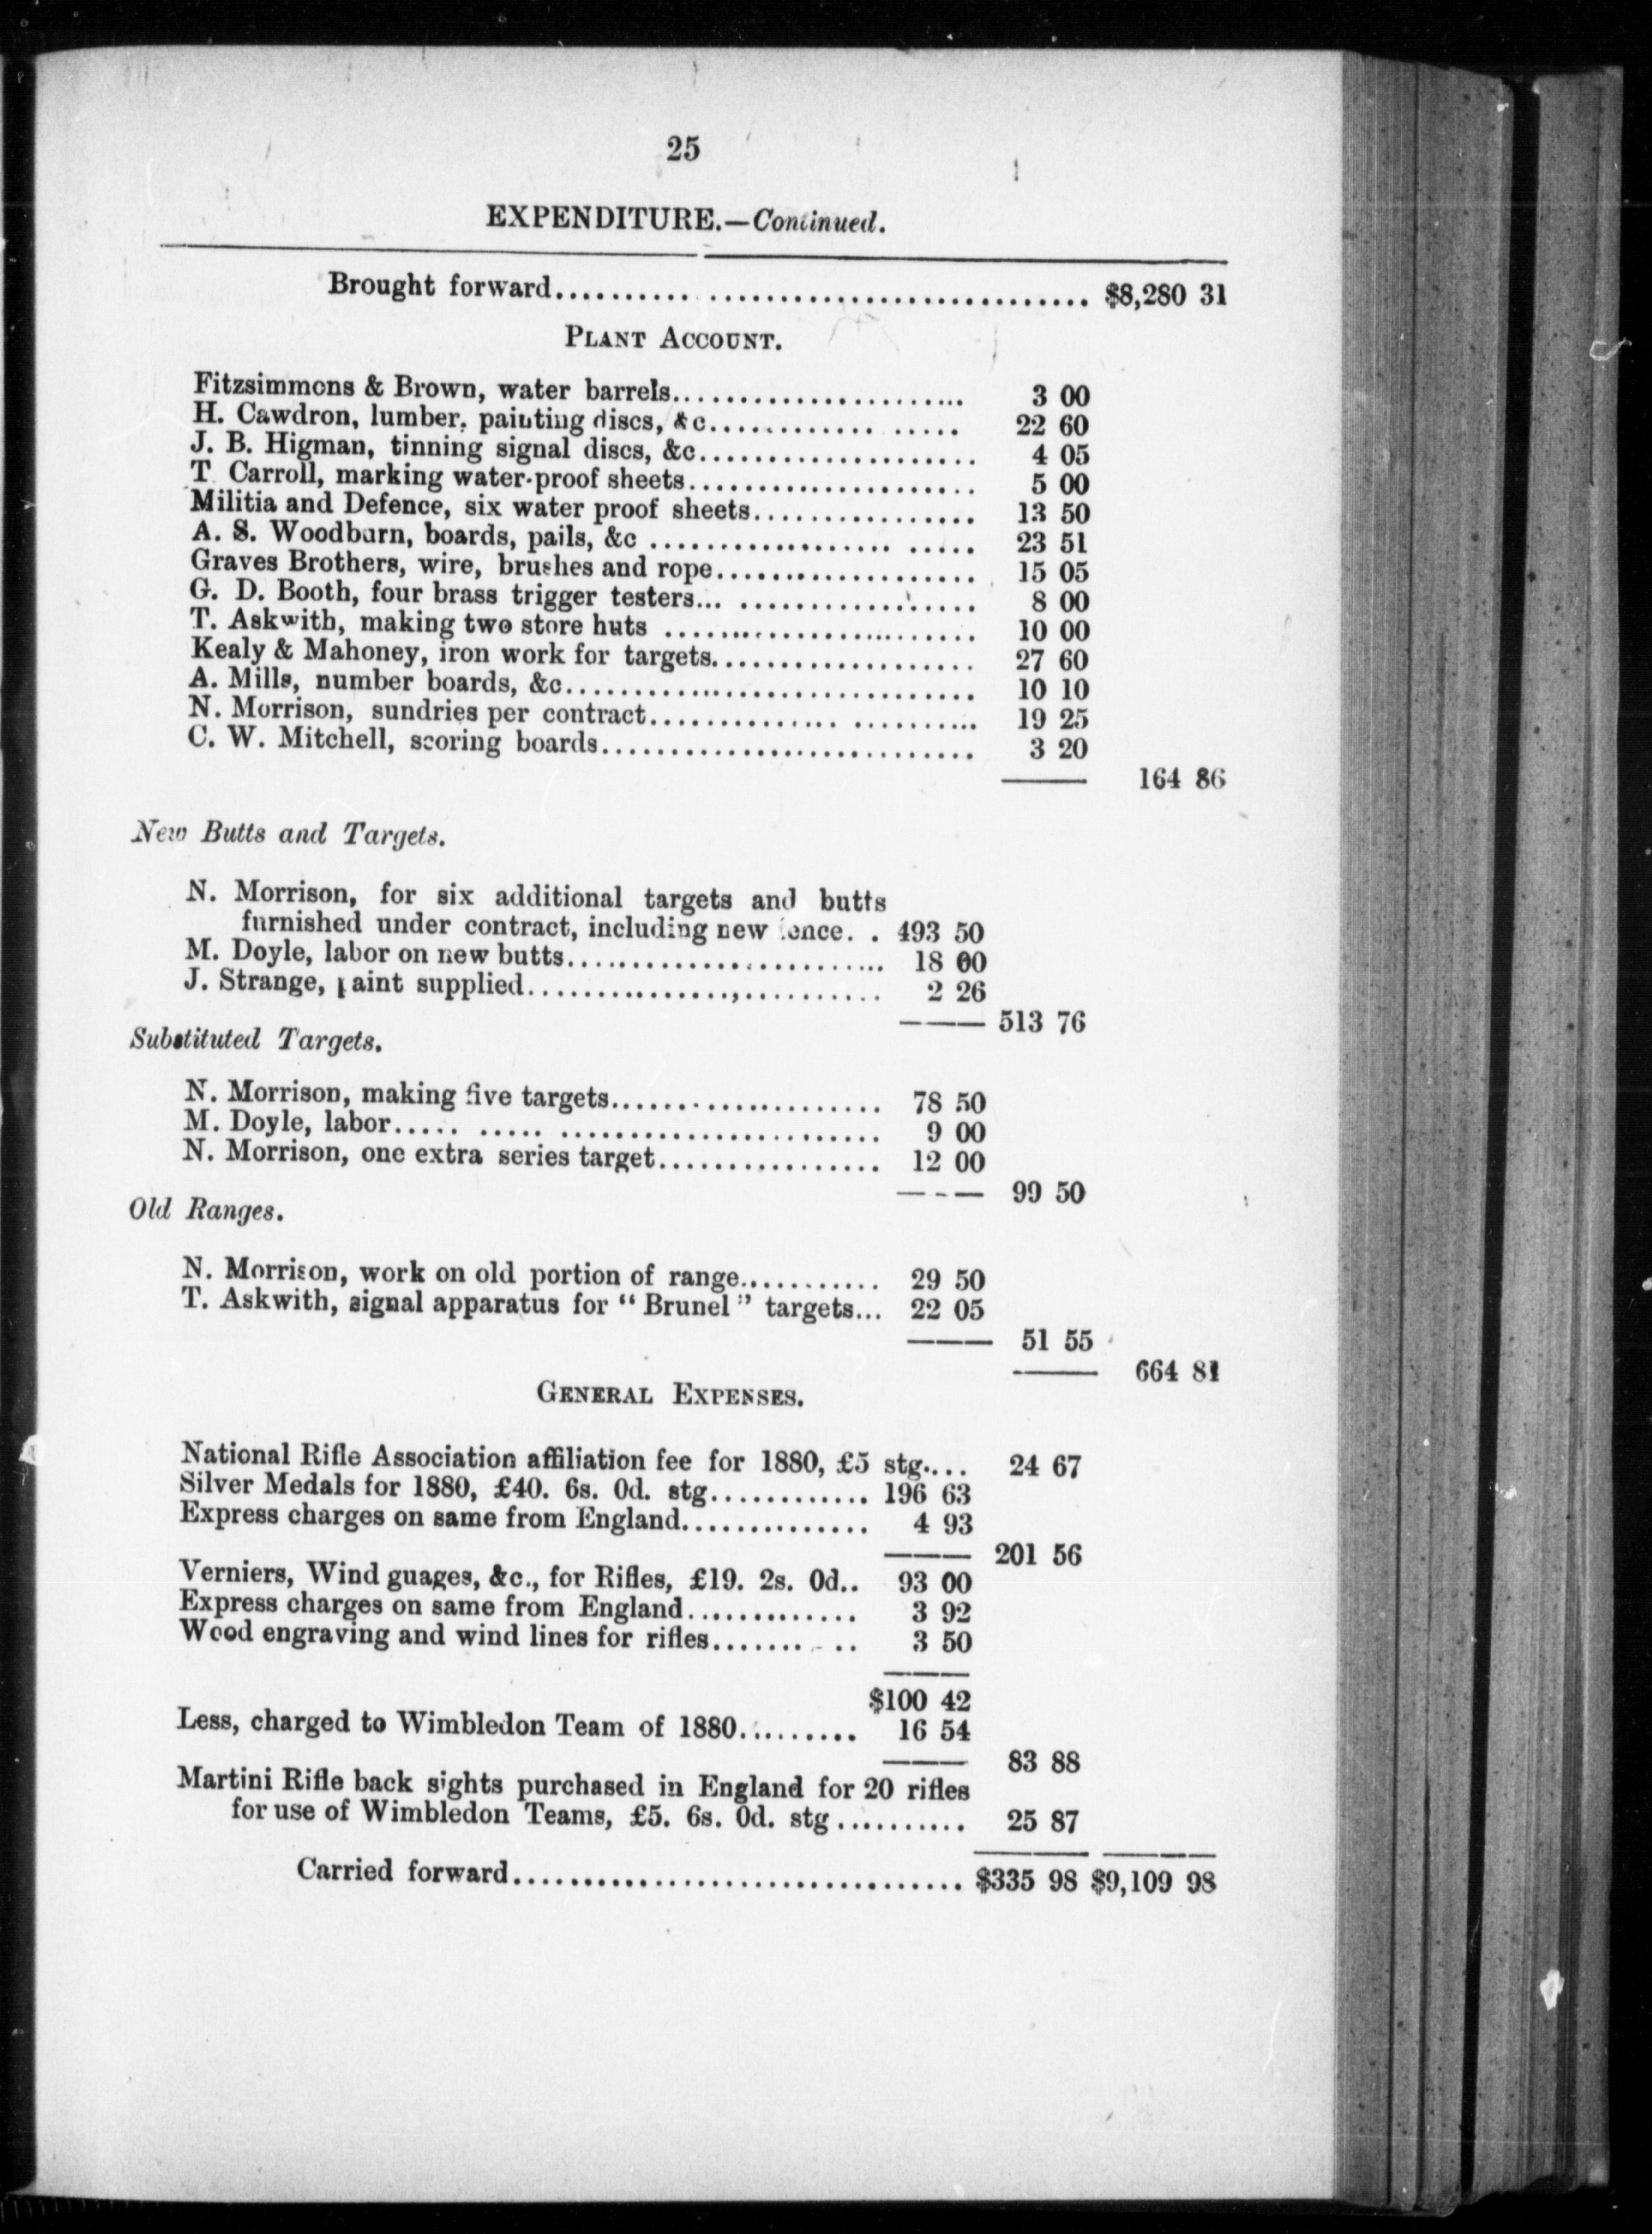 25
EXPENDITURE.—Continued.
Brought forward.......... ............................ $8,280 31
PLANT ACCOUNT.
Fitzsimmons & Brown, water barrels...................... 3 00
H. Cawdron, lumber, painting discs, &c............ ..... 22 60
J. B. Higman, tinning signal discs, &c..................... 4 05
T Carroll, marking water-proof sheets...................... 5 00
Militia and Defence, six water proof sheets................. 13 50
A. S. Woodburn, boards, pails, &c ................... ..... 23 51
Graves Brothers, wire, brushes and rope.................... 15 05
G. D. Booth, four brass trigger testers... .................. 8 00
T. Askwith, making two store huts ........................ 10 00
Kealy & Mahoney, iron work for targets.................... 27 60
A. Mills, number boards, &c............................... 10 10
N. Morrison, sundries per contract.............. .......... 19 25
C. W. Mitchell, scoring boards............................ 3 20
164 86
New Butts and Targets.
N. Morrison, for six additional targets and butts
furnished under contract, including new fence. . 493 50
M. Doyle, labor on new butts........................ 18 00
J. Strange, paint supplied........................... 2 26
513 76
Substituted Targets.
N. Morrison, making five targets..................... 78 50
M. Doyle, labor..... ..... ........................ 9 00
N. Morrison, one extra series target................. 12 00
99 50
Old Ranges.
N. Morrison, work on old portion of range........... 29 50
T. Askwith, signal apparatus for "Brunel" targets... 22 05
51 55
664 81
GENERAL EXPENSES.
National Rifle Association affiliation fee for 1880, £5 stg.... 24 67
Silver Medals for 1880, £40. 6s. 0d. stg............ 196 63
Express charges on same from England.............. 4 93
201 56
Verniers, Wind guages, &c., for Rifles, £19. 2s. 0d.. 93 00
Express charges on same from England............. 3 92
Wood engraving and wind lines for rifles....... .. 3 50
$100 42
Less, charged to Wimbledon Team of 1880.......... 16 54
83 88
Martini Rifle back sights purchased in England for 20 rifles
for use of Wimbledon Teams, £5. 6s. 0d. stg .......... 25 87
Carried forward................................. $335 98 $9,109 98